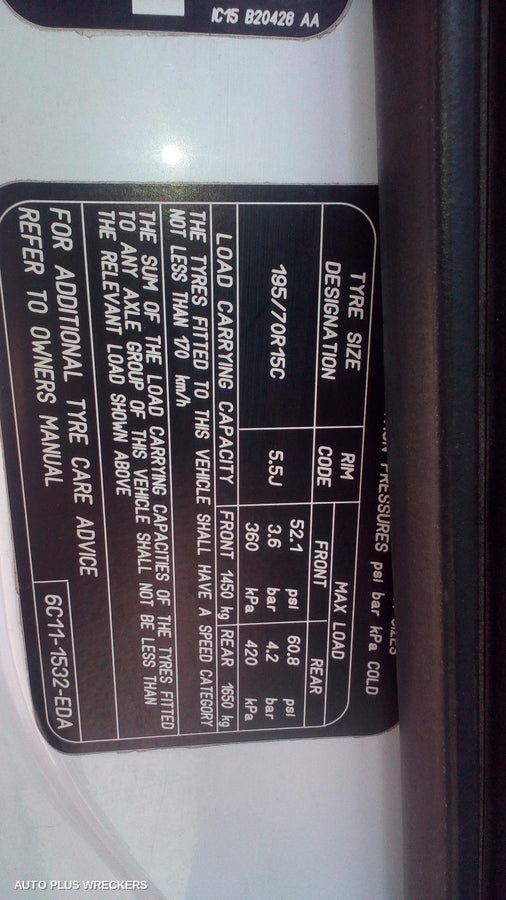 IC15 B20426 AA
PRESSURES psi bar kPa COLD
TYRE SIZE
DESIGNATION
RIM
CODE
MAX LOAD
FRONT REAR
195/70R15C 5.5J 52.1 psi 60.8 psi
3.6 bar 4.2 bar
360 kPa 420 kPa
LOAD CARRYING CAPACITY FRONT 1450 kg REAR 1650 kg
THE TYRES FITTED TO THIS VEHICLE SHALL HAVE A SPEED CATEGORY
NOT LESS THAN 170 km/h
THE SUM OF THE LOAD CARRYING CAPACITIES OF THE TYRES FITTED
TO ANY AXLE GROUP OF THIS VEHICLE SHALL NOT BE LESS THAN
THE RELEVANT LOAD SHOWN ABOVE
FOR ADDITIONAL TYRE CARE ADVICE
REFER TO OWNERS MANUAL
6C11-1532-EDA
AUTO PLUS WRECKERS